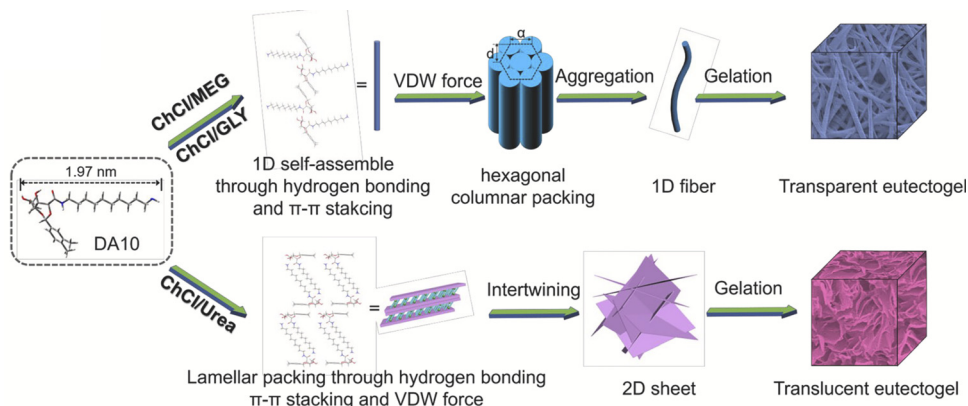 ChCl/MEG
ChCl/GLY
1.97 nm
DA10
ChCl/Urea
=
1D self-assemble
through hydrogen bonding
and π-π stakcing
VDW force
α
d
hexagonal
columnar packing
Aggregation
1D fiber
Gelation
Transparent eutectogel
=
Lamellar packing through hydrogen bonding
π-π stacking and VDW force
Intertwining
2D sheet
Gelation
Translucent eutectogel